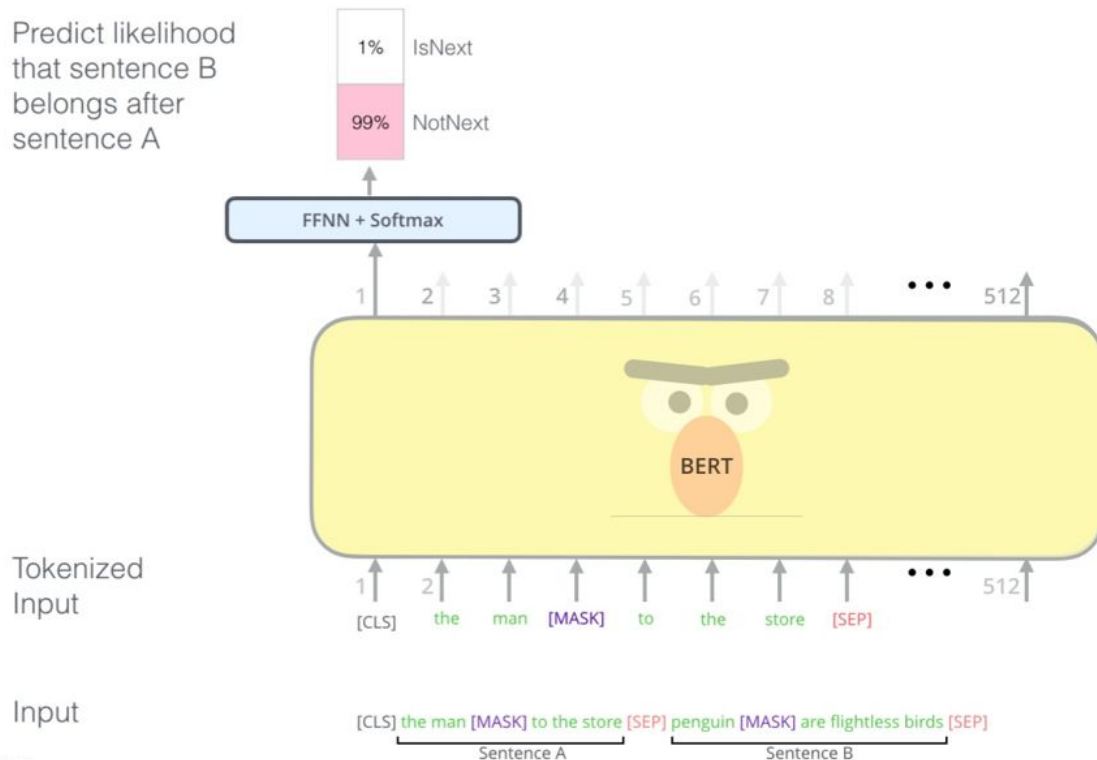 Predict likelihood
that sentence B
belongs after
sentence A
1% IsNext
99% NotNext
FFNN + Softmax
1 2 3 4 5 6 7 8 ••• 512
BERT
Tokenized
Input
1 2 ••• 512
[CLS] the man [MASK] to the store [SEP]
Input
[CLS] the man [MASK] to the store [SEP] penguin [MASK] are flightless birds [SEP]
Sentence A Sentence B